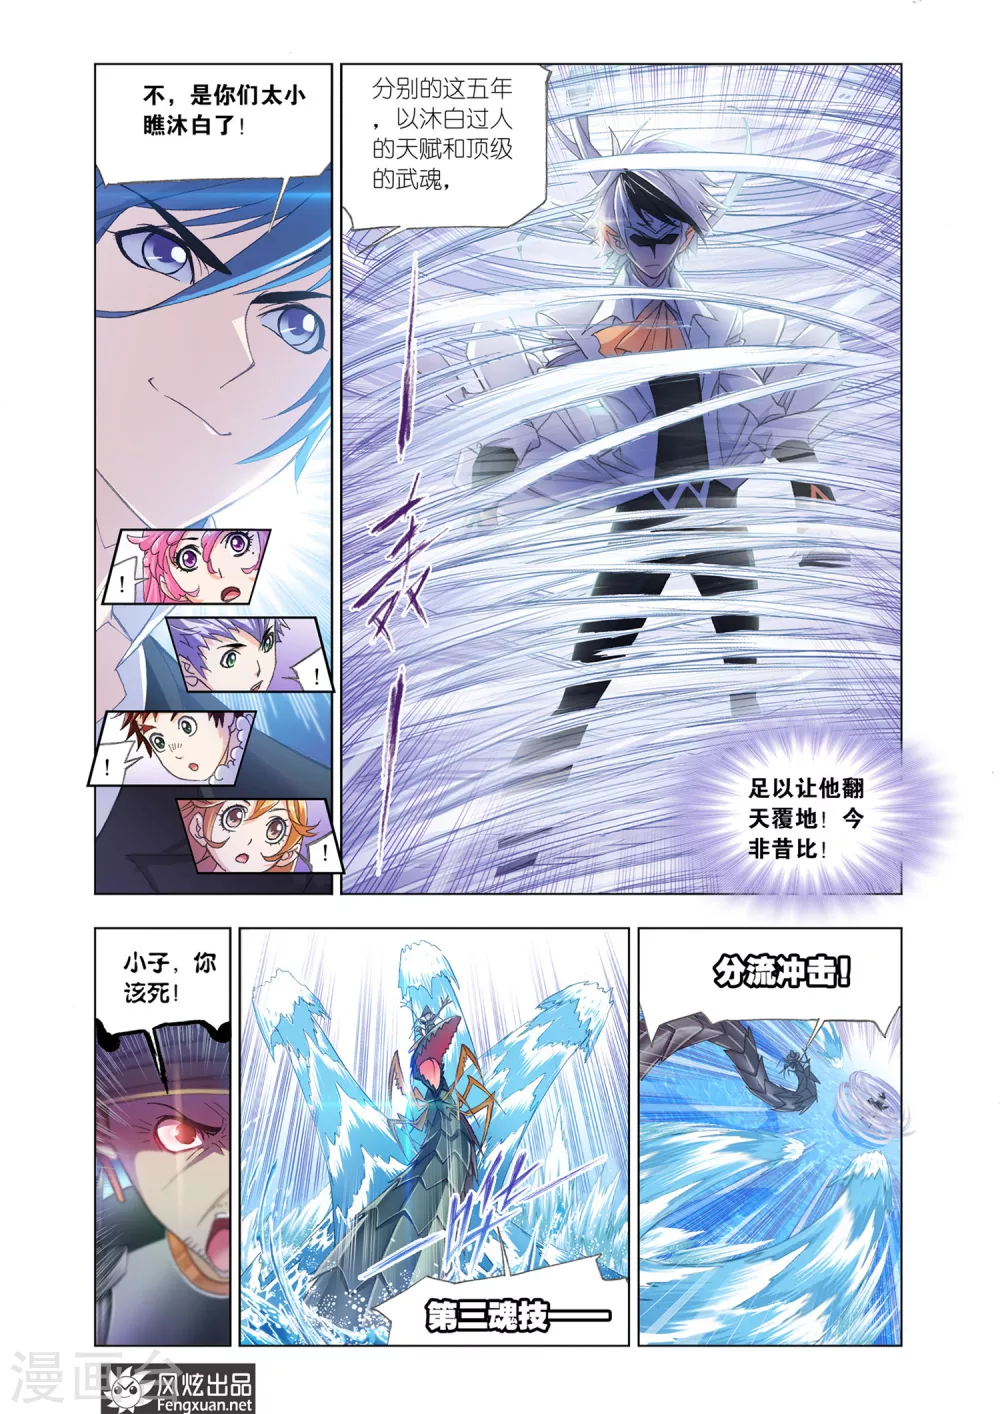 不，是你们太小
瞧沐白了！
分别的这五年
，以沐白过人
的天赋和顶级
的武魂，
！
！
！
！
足以让他翻
天覆地！今
非昔比！
小子，你
该死！
第三魂技——
分流冲击！
漫画台
风炫出品
Fengxuan.net